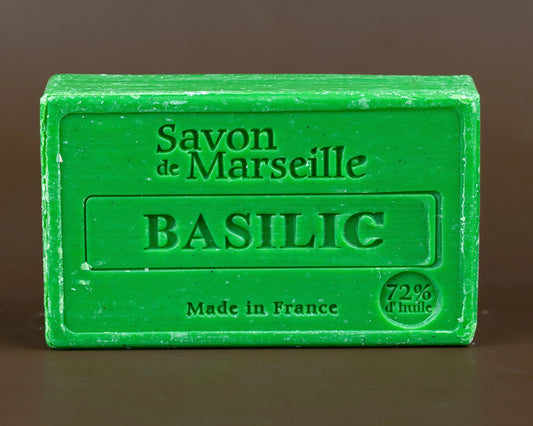 Savon
de Marseille
BASILIC
72%
d'huile
Made in France